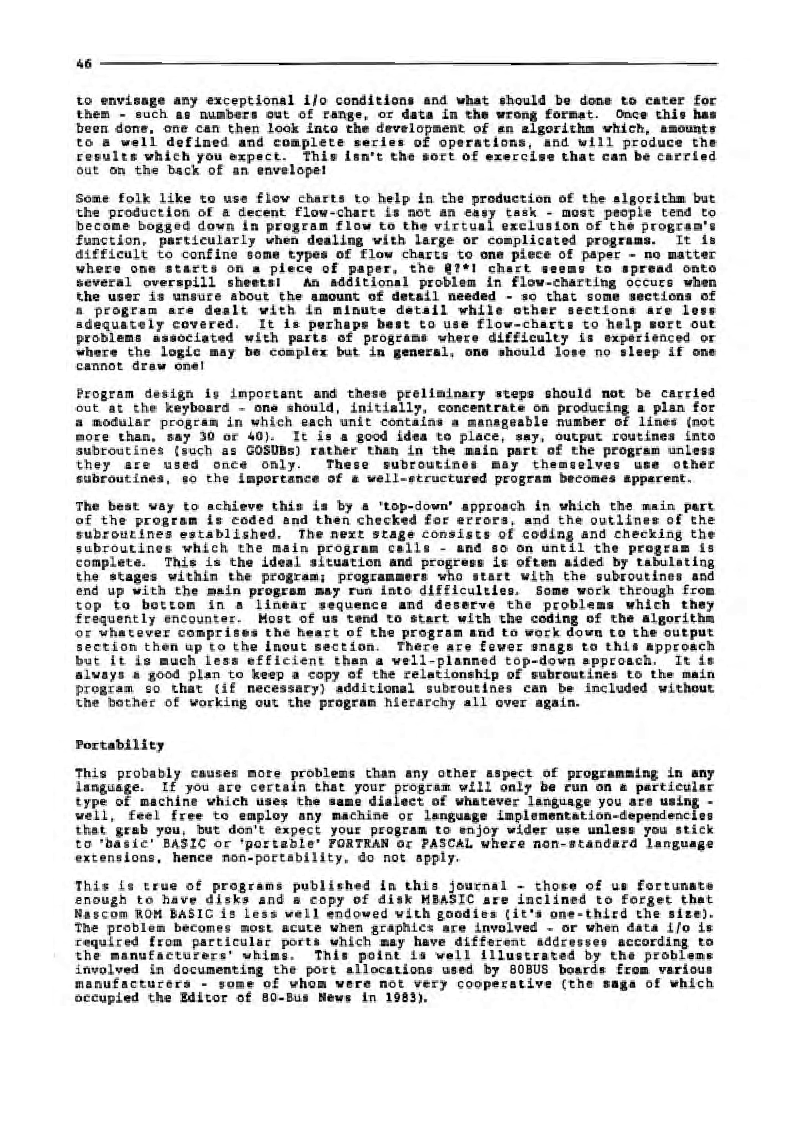 46
to envisage any exceptional i/o conditions and what should be done to cater for
them - such as numbers out of range, or data in the wrong format. Once this has
been done, one can then look into the development of an algorithm which, amounts
to a well defined and complete series of operations, and will produce the
results which you expect. This isn't the sort of exercise that can be carried
out on the back of an envelope!
Some folk like to use flow charts to help in the production of the algorithm but
the production of a decent flow-chart is not an easy task - most people tend to
become bogged down in program flow to the virtual exclusion of the program's
function, particularly when dealing with large or complicated programs. It is
difficult to confine some types of flow charts to one piece of paper - no matter
where one starts on a piece of paper, the @?*! chart seems to spread onto
several overspill sheets! An additional problem in flow-charting occurs when
the user is unsure about the amount of detail needed - so that some sections of
a program are dealt with in minute detail while other sections are less
adequately covered. It is perhaps best to use flow-charts to help sort out
problems associated with parts of programs where difficulty is experienced or
where the logic may be complex but in general, one should lose no sleep if one
cannot draw one!
Program design is important and these preliminary steps should not be carried
out at the keyboard - one should, initially, concentrate on producing a plan for
a modular program in which each unit contains a manageable number of lines (not
more than, say 30 or 40). It is a good idea to place, say, output routines into
subroutines (such as GOSUBs) rather than in the main part of the program unless
they are used once only. These subroutines may themselves use other
subroutines, so the importance of a well-structured program becomes apparent.
The best way to achieve this is by a 'top-down' approach in which the main part
of the program is coded and then checked for errors, and the outlines of the
subroutines established. The next stage consists of coding and checking the
subroutines which the main program calls - and so on until the program is
complete. This is the ideal situation and progress is often aided by tabulating
the stages within the program; programmers who start with the subroutines and
end up with the main program may run into difficulties. Some work through from
top to bottom in a linear sequence and deserve the problems which they
frequently encounter. Most of us tend to start with the coding of the algorithm
or whatever comprises the heart of the program and to work down to the output
section then up to the inout section. There are fewer snags to this approach
but it is much less efficient than a well-planned top-down approach. It is
always a good plan to keep a copy of the relationship of subroutines to the main
program so that (if necessary) additional subroutines can be included without
the bother of working out the program hierarchy all over again.
Portability
This probably causes more problems than any other aspect of programming in any
language. If you are certain that your program will only be run on a particular
type of machine which uses the same dialect of whatever language you are using -
well, feel free to employ any machine or language implementation-dependencies
that grab you, but don't expect your program to enjoy wider use unless you stick
to 'basic' BASIC or 'portable' FORTRAN or PASCAL where non-standard language
extensions, hence non-portability, do not apply.
This is true of programs published in this journal - those of us fortunate
enough to have disks and a copy of disk MBASIC are inclined to forget that
Nascom ROM BASIC is less well endowed with goodies (it's one-third the size).
The problem becomes most acute when graphics are involved - or when data i/o is
required from particular ports which may have different addresses according to
the manufacturers' whims. This point is well illustrated by the problems
involved in documenting the port allocations used by 80BUS boards from various
manufacturers - some of whom were not very cooperative (the saga of which
occupied the Editor of 80-Bus News in 1983).